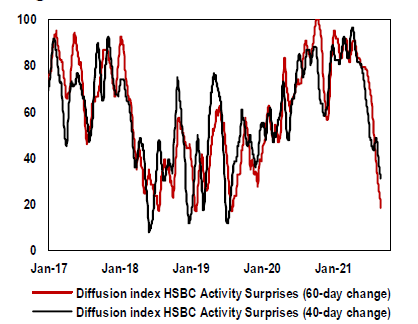 100
80
60
40
20
0
Jan-17 Jan-18 Jan-19 Jan-20 Jan-21
Diffusion index HSBC Activity Surprises (60-day change)
Diffusion index HSBC Activity Surprises (40-day change)